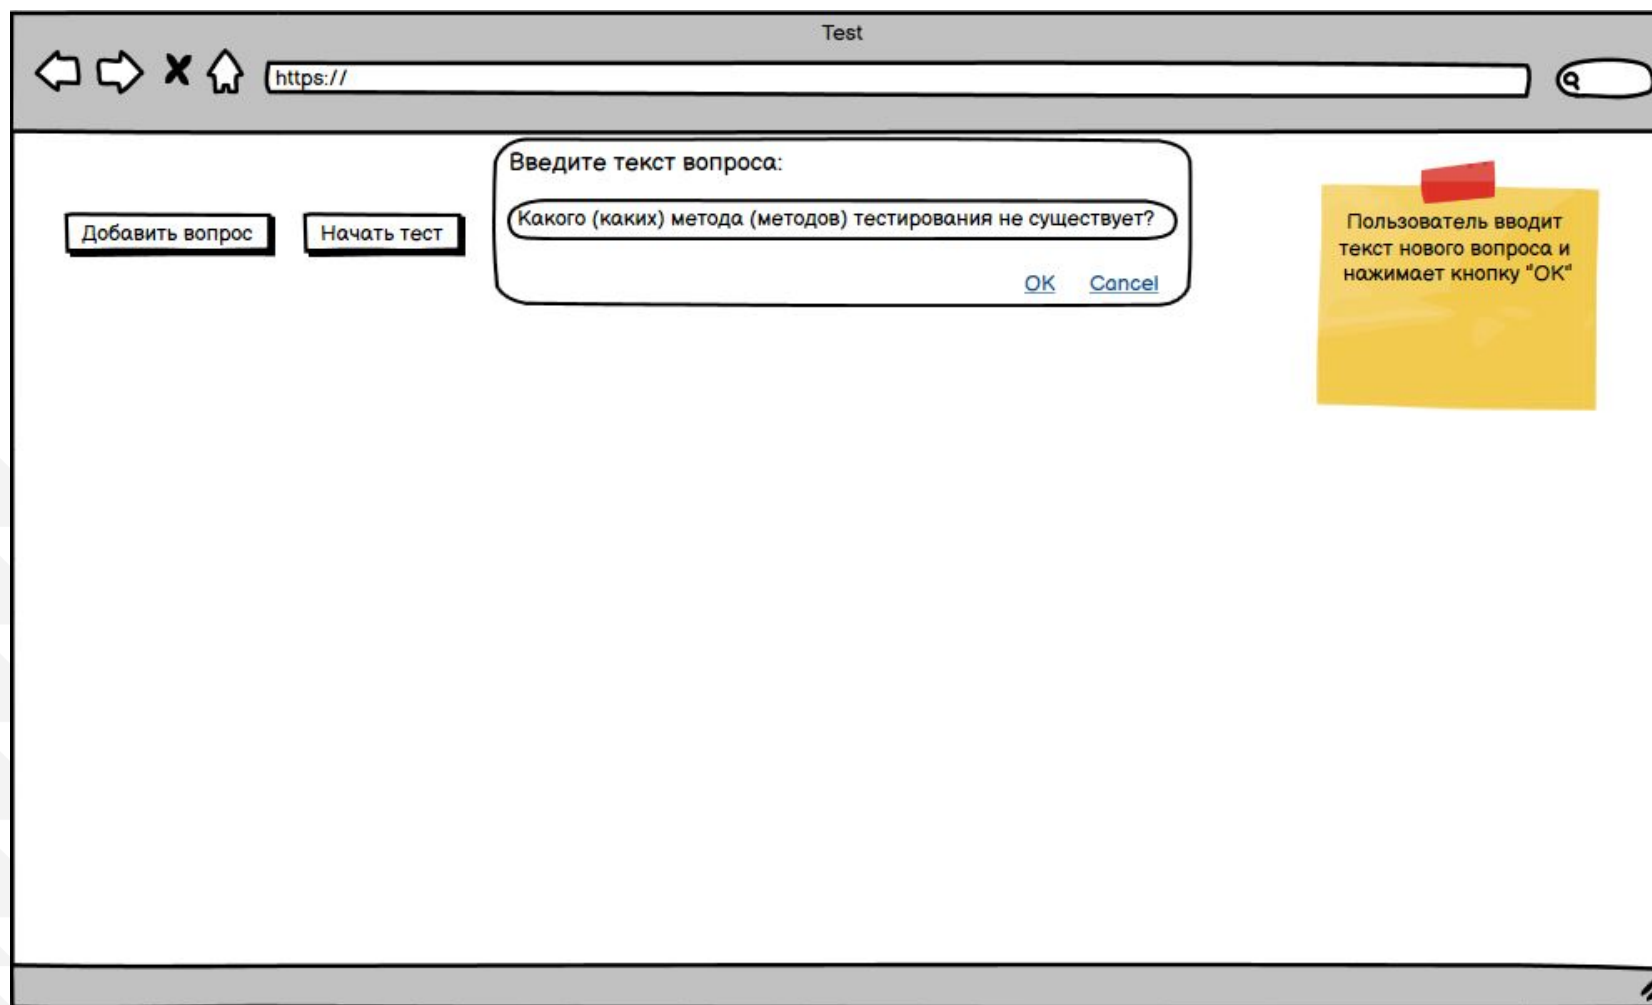 Test
https://
Введите текст вопроса:
Какого (каких) метода (методов) тестирования не существует?
OK Cancel
Добавить вопрос
Начать тест
Пользователь вводит
текст нового вопроса и
нажимает кнопку "ОК"